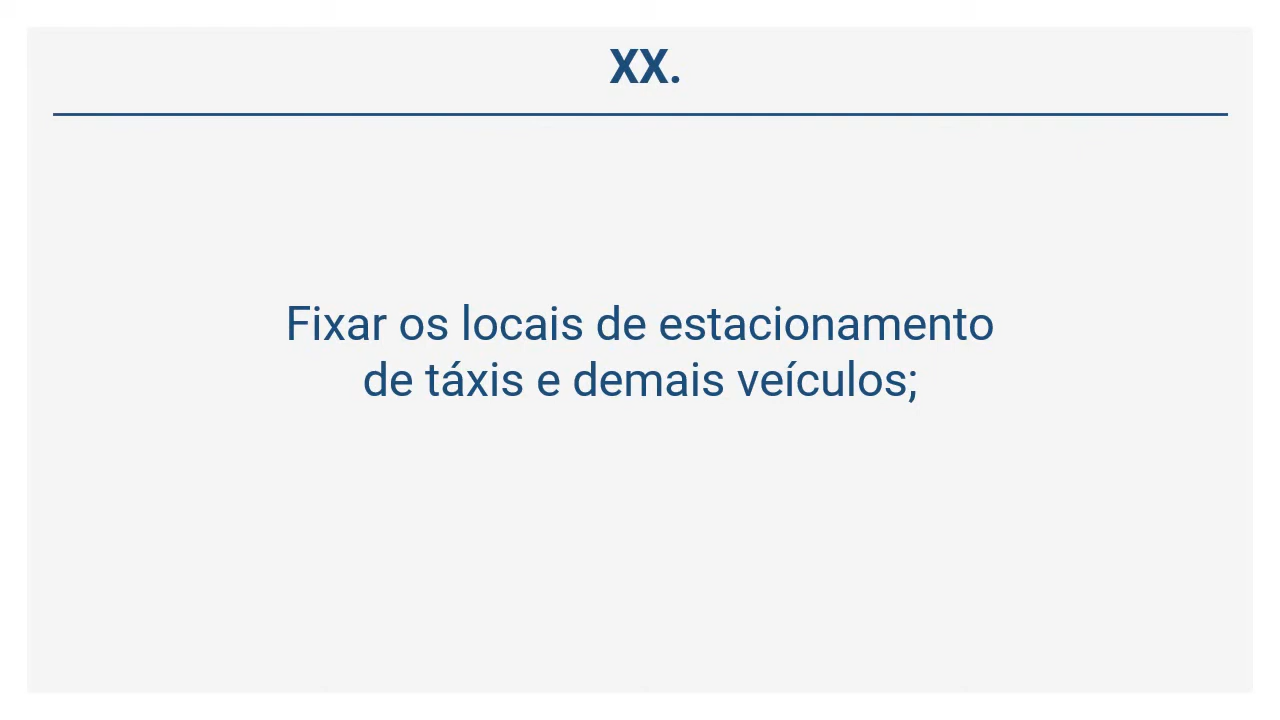 XX.
Fixar os locais de estacionamento
de táxis e demais veículos;